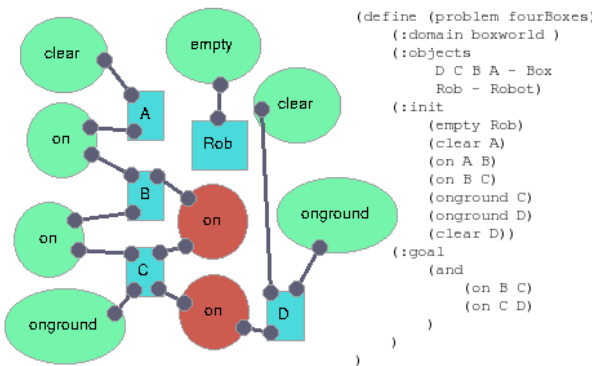 clear
empty
clear
A
Rob
on
B
on
onground
on
C
on
D
onground
(define (problem fourBoxes)
(:domain boxworld )
(:objects
D C B A - Box
Rob - Robot)
(:init
(empty Rob)
(clear A)
(on A B)
(on B C)
(onground C)
(onground D)
(clear D))
(:goal
(and
(on B C)
(on C D)
)
)
)